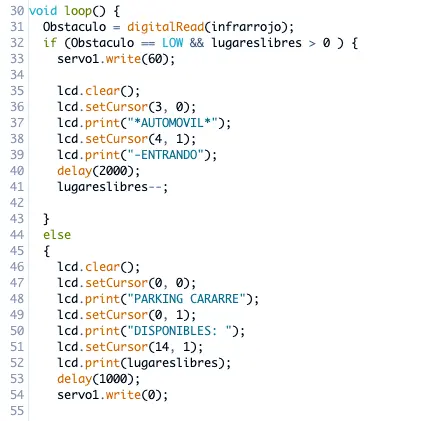 30 void loop() {
31 Obstaculo = digitalRead(infrarrojo);
32 if (Obstaculo == LOW && lugareslibres > 0 ) {
33 servo1.write(60);
34
35 lcd.clear();
36 lcd.setCursor(3, 0);
37 lcd.print("*AUTOMOVIL*");
38 lcd.setCursor(4, 1);
39 lcd.print("-ENTRANDO");
40 delay(2000);
41 lugareslibres--;
42
43 }
44 else
45 {
46 lcd.clear();
47 lcd.setCursor(0, 0);
48 lcd.print("PARKING CARARRE");
49 lcd.setCursor(0, 1);
50 lcd.print("DISPONIBLES: ");
51 lcd.setCursor(14, 1);
52 lcd.print(lugareslibres);
53 delay(1000);
54 servo1.write(0);
55